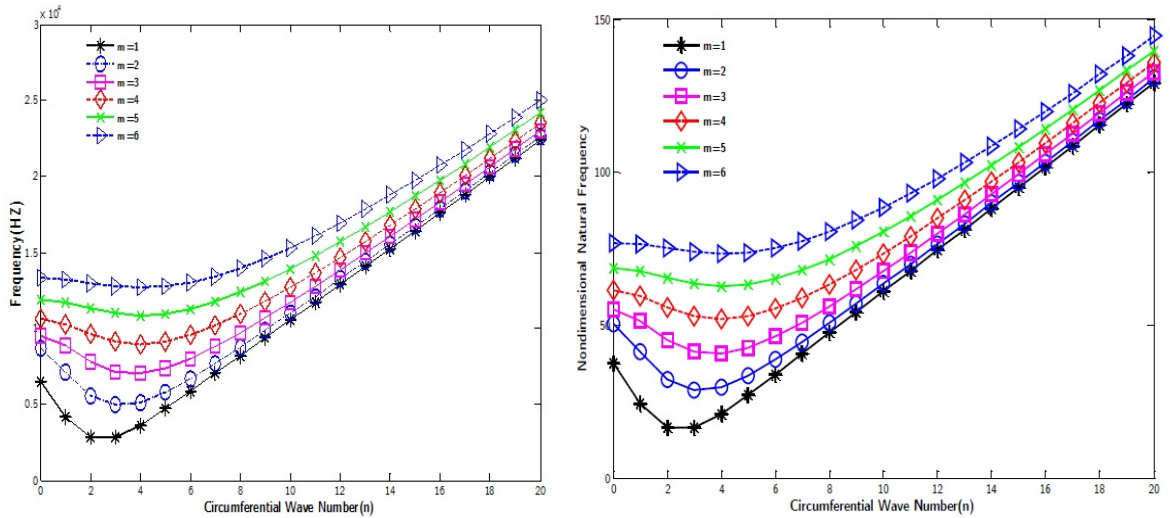 3 x 10⁴
2.5
2
1.5
1
0.5
0
0 2 4 6 8 10 12 14 16 18 20
Frequency(HZ)
Circumferential Wave Number(n)
m=1
m=2
m=3
m=4
m=5
m=6
150
100
50
0
0 2 4 6 8 10 12 14 16 18 20
Nondimensional Natural Frequency
Circumferential Wave Number(n)
m=1
m=2
m=3
m=4
m=5
m=6